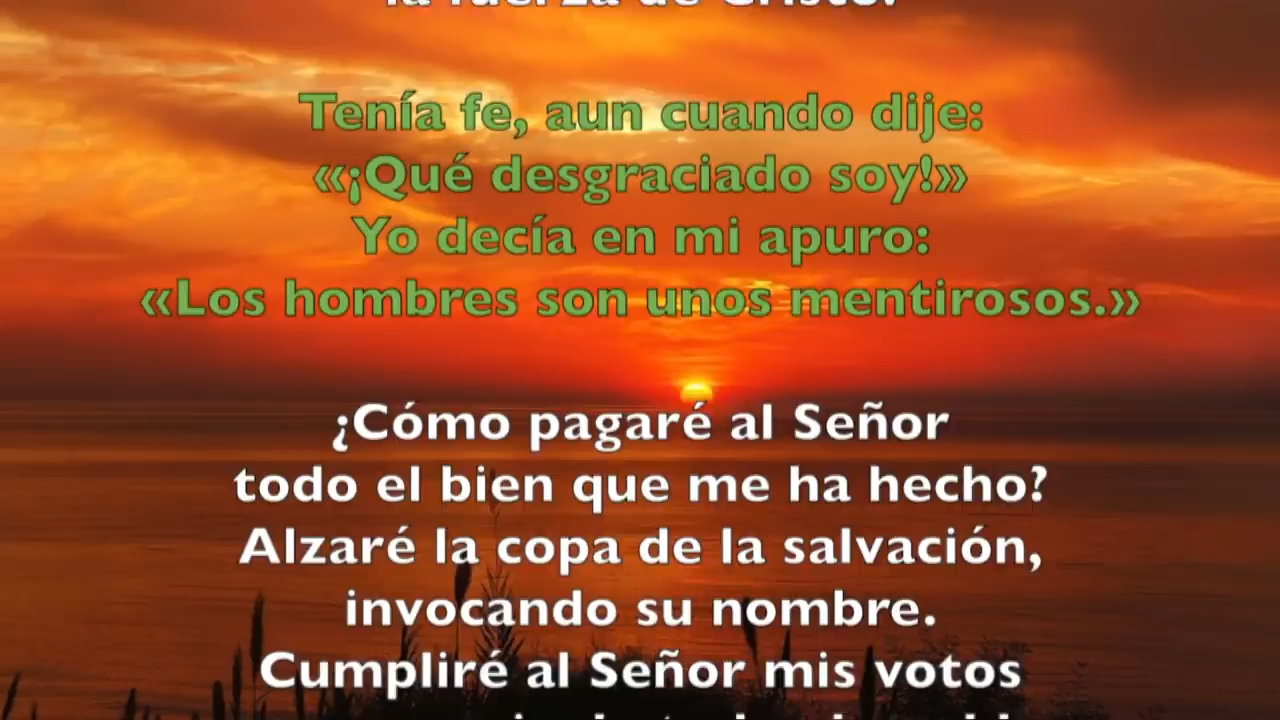 la fuerza de Cristo.
Tenía fe, aun cuando dije:
«¡Qué desgraciado soy!»
Yo decía en mi apuro:
«Los hombres son unos mentirosos.»
¿Cómo pagaré al Señor
todo el bien que me ha hecho?
Alzaré la copa de la salvación,
invocando su nombre.
Cumpliré al Señor mis votos